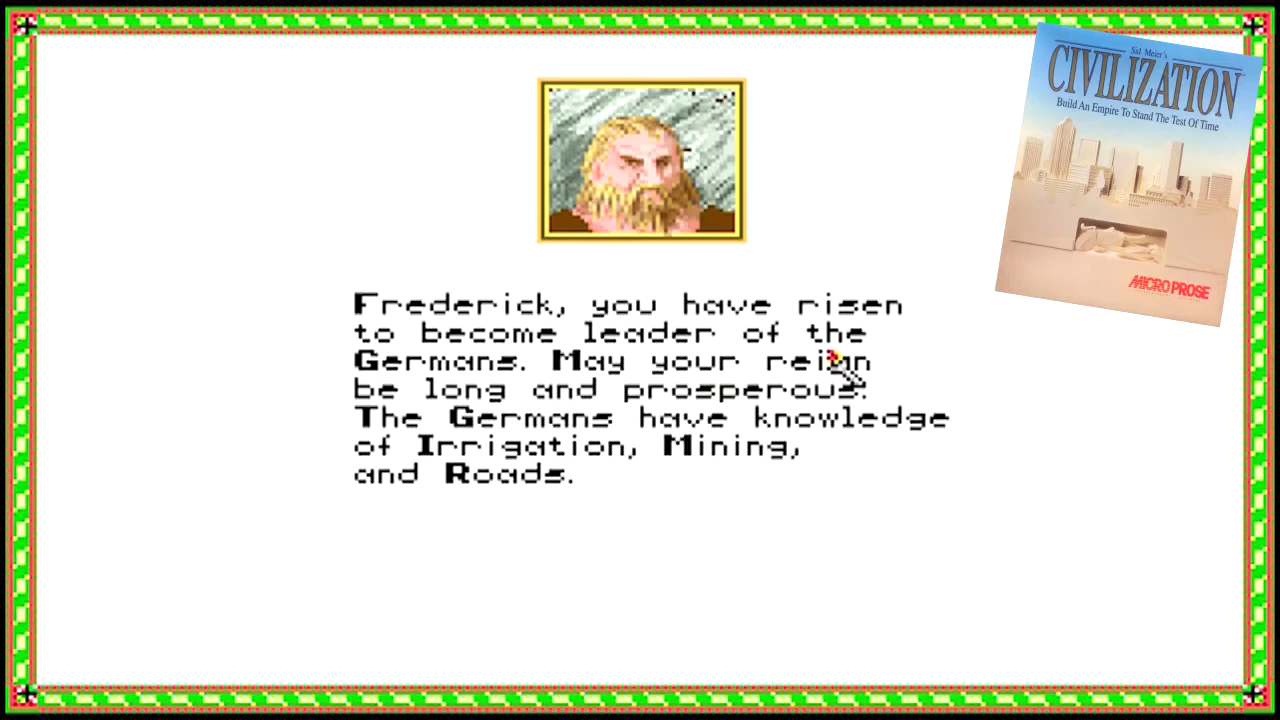 Sid Meier's
CIVILIZATION
Build An Empire To Stand The Test Of Time
MICROPROSE
Frederick, you have risen
to become leader of the
Germans. May your reign
be long and prosperous.
The Germans have knowledge
of Irrigation, Mining,
and Roads.